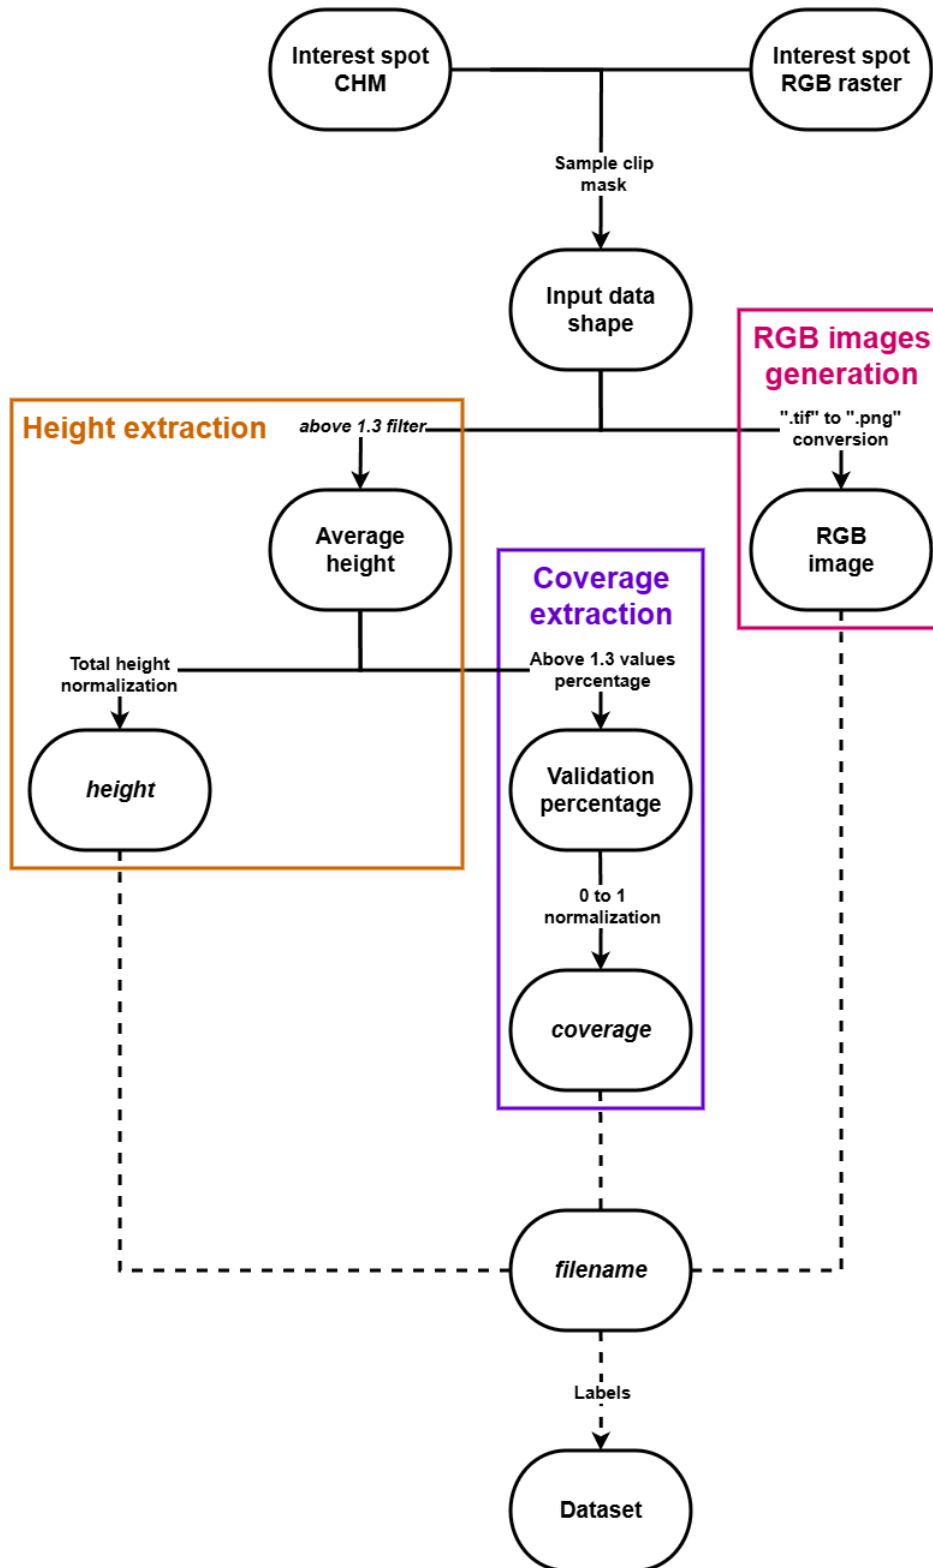 Interest spot
CHM
Interest spot
RGB raster
Sample clip
mask
Input data
shape
RGB images
generation
Height extraction
above 1.3 filter
".tif" to ".png"
conversion
Average
height
RGB
image
Coverage
extraction
Total height
normalization
Above 1.3 values
percentage
height
Validation
percentage
0 to 1
normalization
coverage
filename
Labels
Dataset